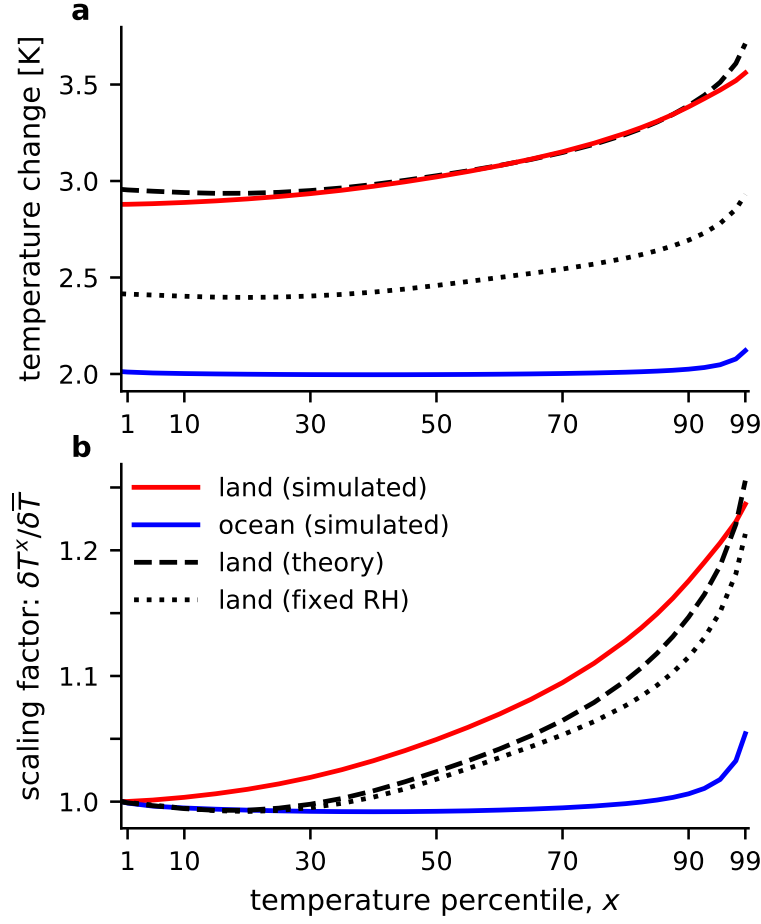 a
temperature change [K]
3.5
3.0
2.5
2.0
1 10 30 50 70 90 99
b
scaling factor: δTˣ/δT̅
land (simulated)
ocean (simulated)
land (theory)
land (fixed RH)
1.2
1.1
1.0
1 10 30 50 70 90 99
temperature percentile, x